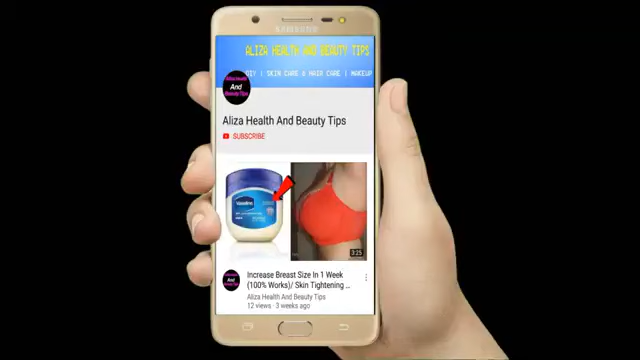 SAMSUNG
ALIZA HEALTH AND BEAUTY TIPS
DIY | SKIN CARE & HAIR CARE | MAKEUP
Aliza Health
And
Beauty Tips
Aliza Health And Beauty Tips
SUBSCRIBE
Vaseline
3:25
Increase Breast Size In 1 Week
(100% Works)/ Skin Tightening ...
Aliza Health And Beauty Tips
12 views · 3 weeks ago